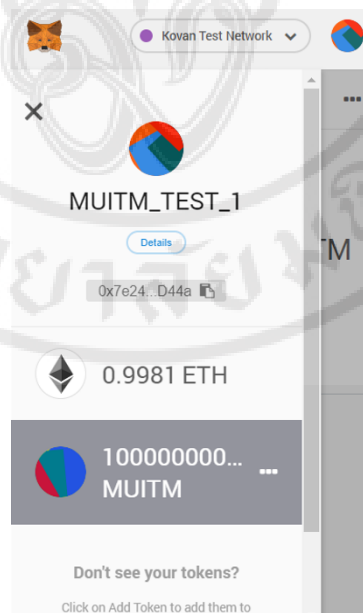 Kovan Test Network
MUITM_TEST_1
Details
0x7e24...D44a
TM
0.9981 ETH
100000000...
MUITM
Don't see your tokens?
Click on Add Token to add them to